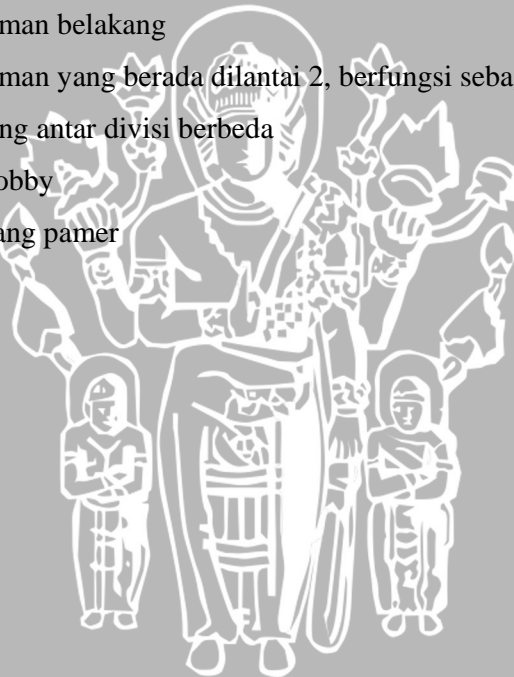 man belakang
man yang berada dilantai 2, berfungsi seba
ng antar divisi berbeda
obby
ang pamer